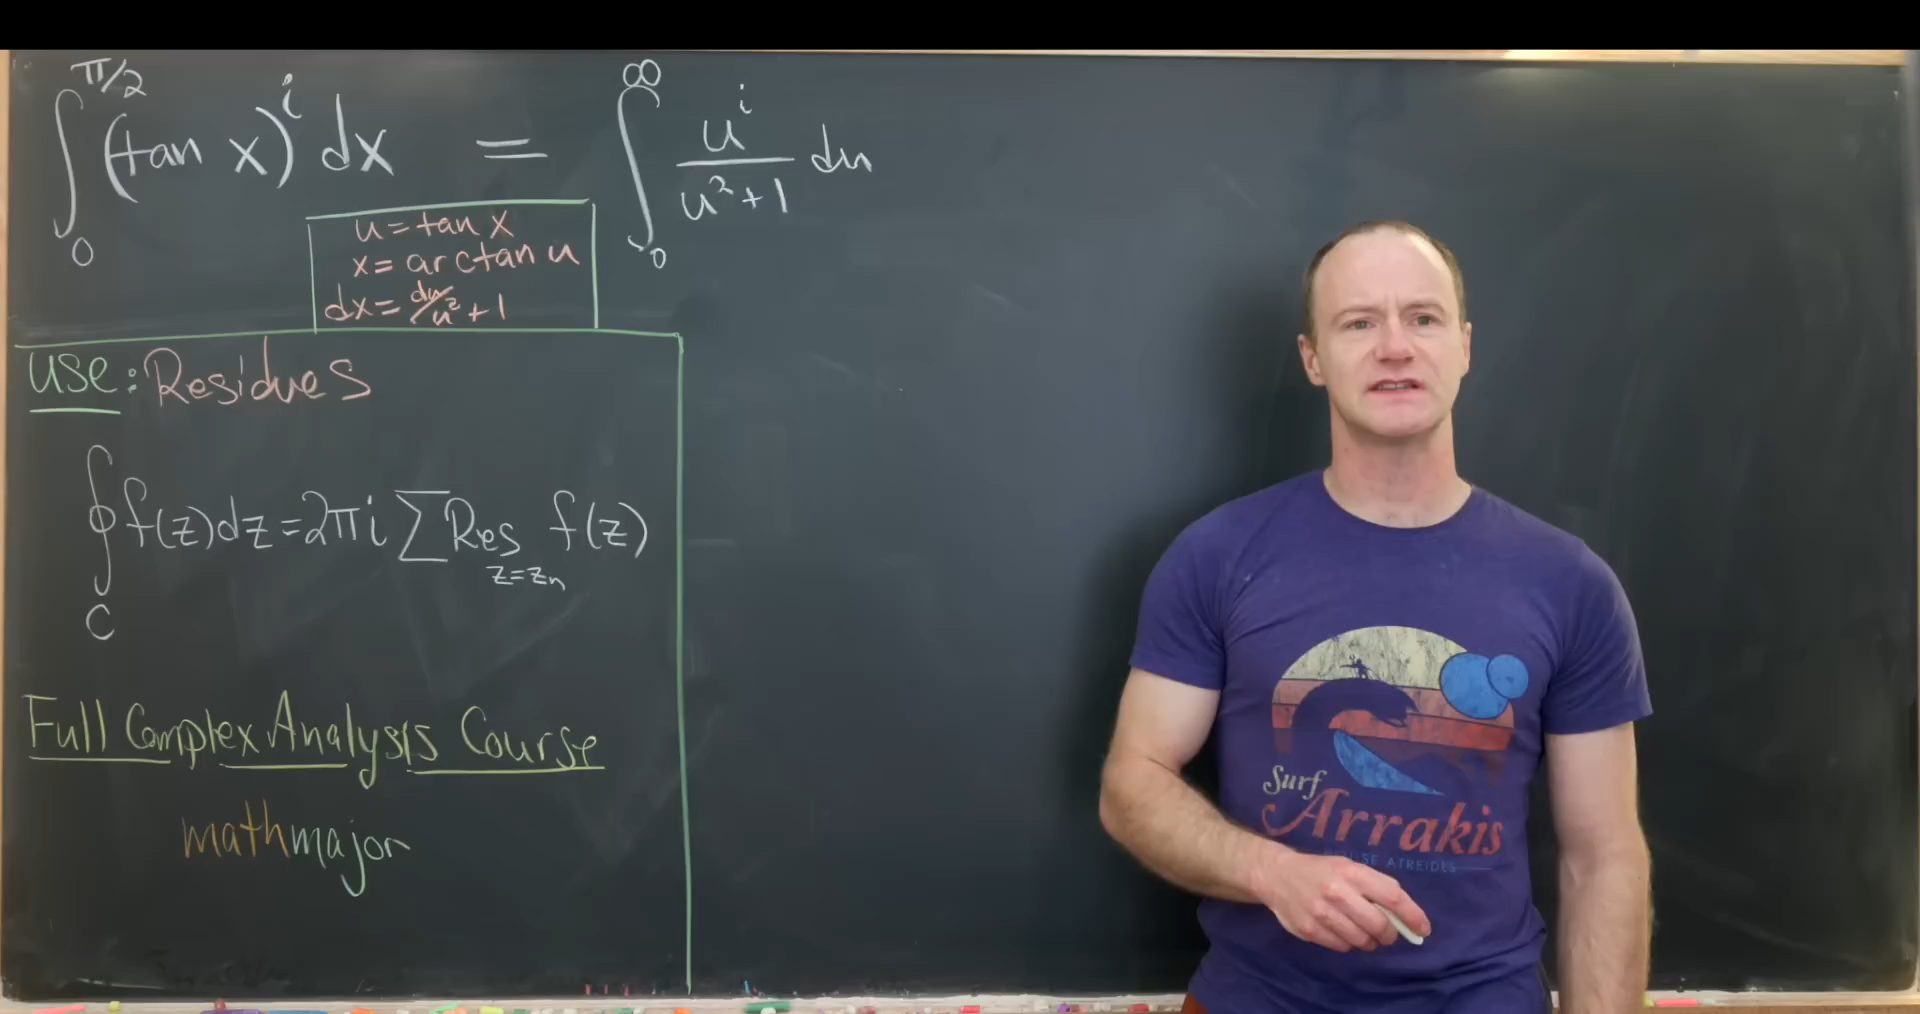 ∫₀^{π/2} (tan x)^i dx = ∫₀^∞ u^i/(u²+1) du
u = tan x
x = arctan u
dx = du/u²+1
USE: Residues
∮_C f(z)dz = 2πi ∑ Res_{z=zₙ} f(z)
Full Complex Analysis Course
mathmajor
Surf
Arrakis
HOUSE ATREIDES